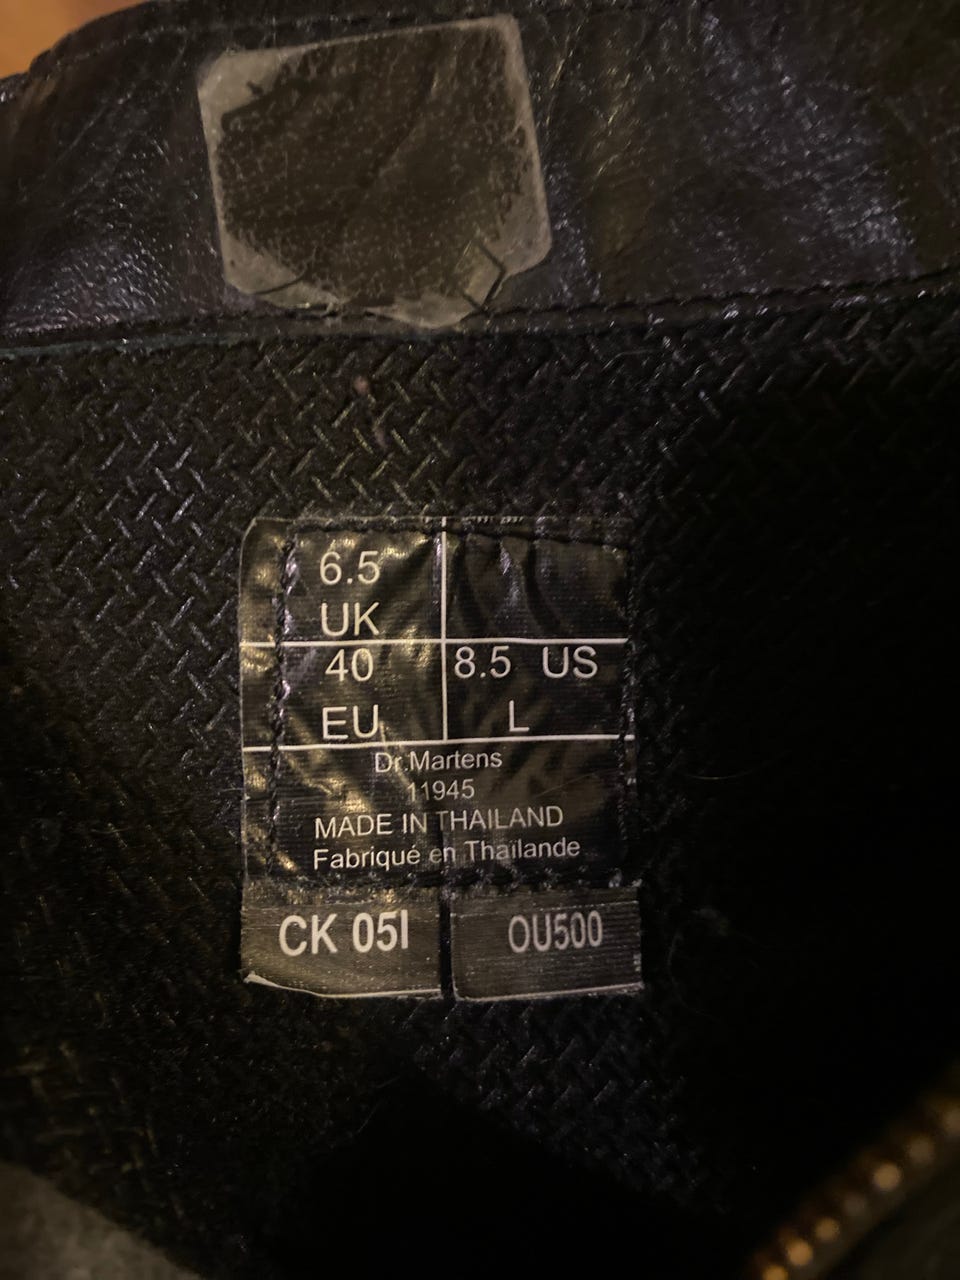 6.5
UK
40
EU
8.5 US
L
Dr.Martens
11945
MADE IN THAILAND
Fabriqué en Thaïlande
CK 05I
OU500